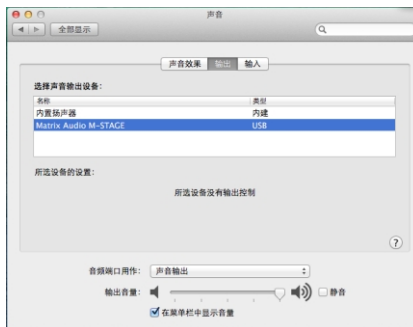 声音
全部显示
声音效果 输出 输入
选择声音输出设备：
名称 类型
内置扬声器 内建
Matrix Audio M-STAGE USB
所选设备的设置：
所选设备没有输出控制
?
音频端口用作： 声音输出
输出音量： 静音
在菜单栏中显示音量